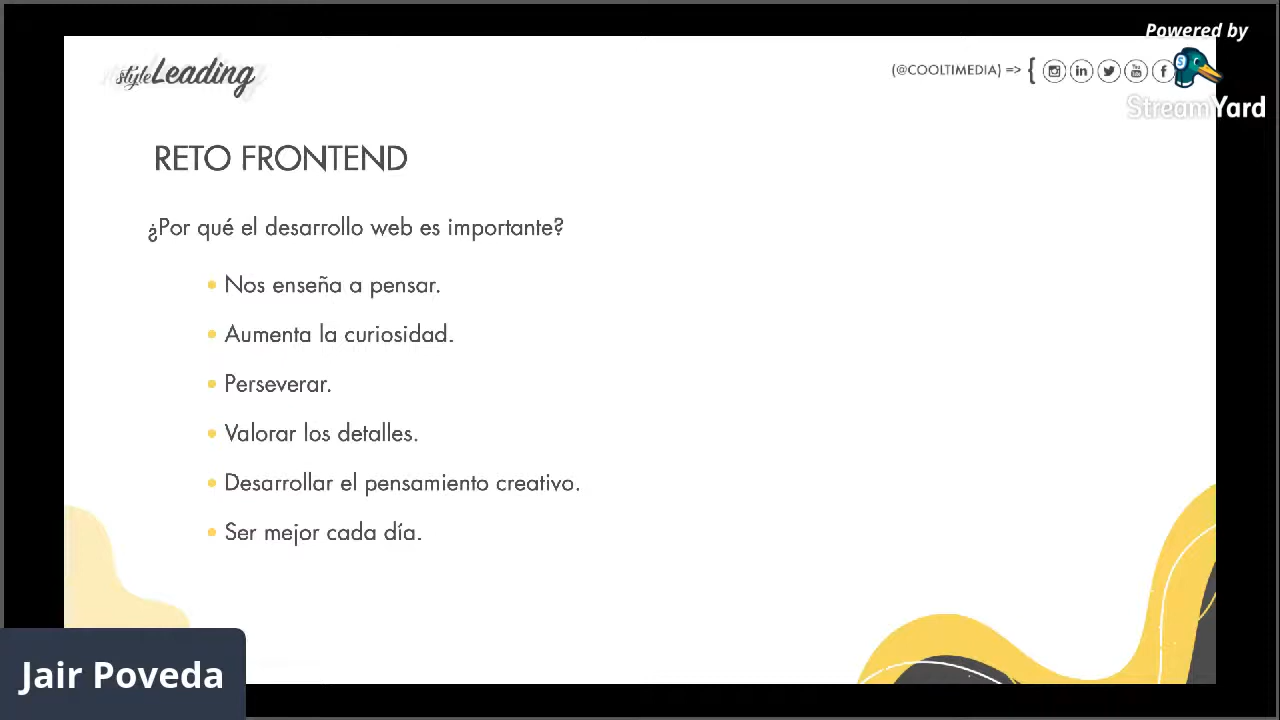 Powered by
styleLeading
(@COOLTIMEDIA) => {
StreamYard
RETO FRONTEND
¿Por qué el desarrollo web es importante?
• Nos enseña a pensar.
• Aumenta la curiosidad.
• Perseverar.
• Valorar los detalles.
• Desarrollar el pensamiento creativo.
• Ser mejor cada día.
Jair Poveda